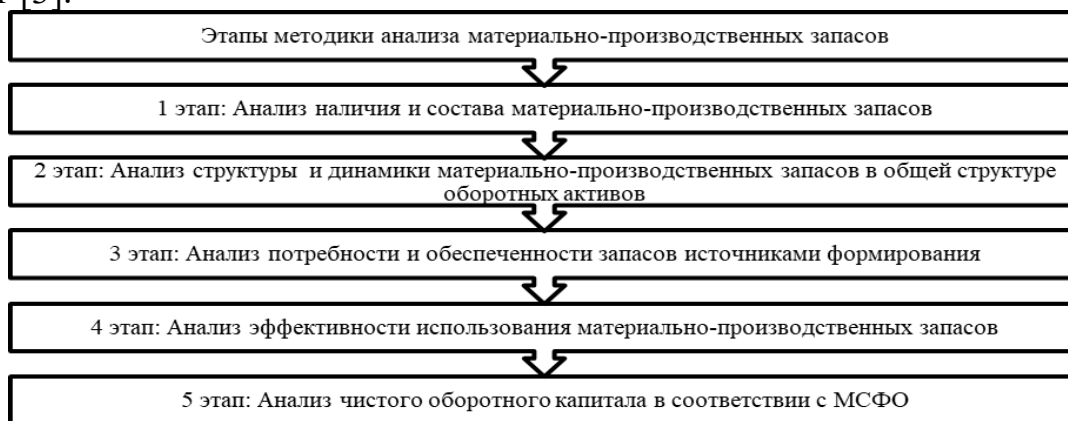 [5].
Этапы методики анализа материально-производственных запасов
1 этап: Анализ наличия и состава материально-производственных запасов
2 этап: Анализ структуры и динамики материально-производственных запасов в общей структуре
оборотных активов
3 этап: Анализ потребности и обеспеченности запасов источниками формирования
4 этап: Анализ эффективности использования материально-производственных запасов
5 этап: Анализ чистого оборотного капитала в соответствии с МСФО